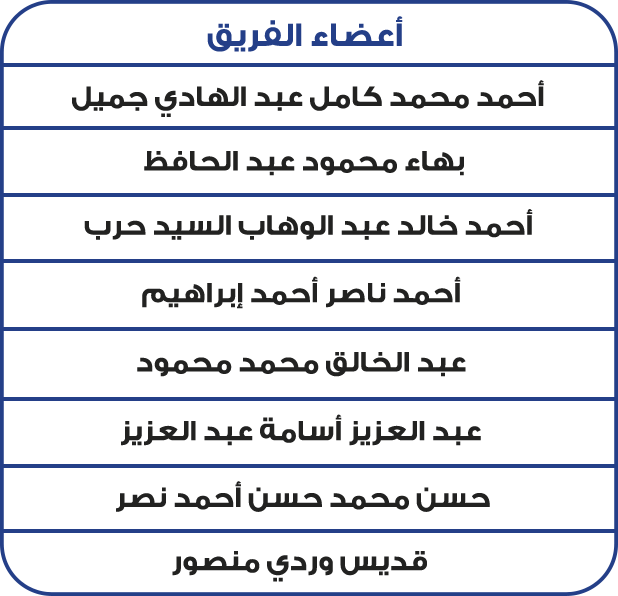 أعضاء الفريق
أحمد محمد كامل عبد الهادي جميل
بهاء محمود عبد الحافظ
أحمد خالد عبد الوهاب السيد حرب
أحمد ناصر أحمد إبراهيم
عبد الخالق محمد محمود
عبد العزيز أسامة عبد العزيز
حسن محمد حسن أحمد نصر
قديس وردي منصور